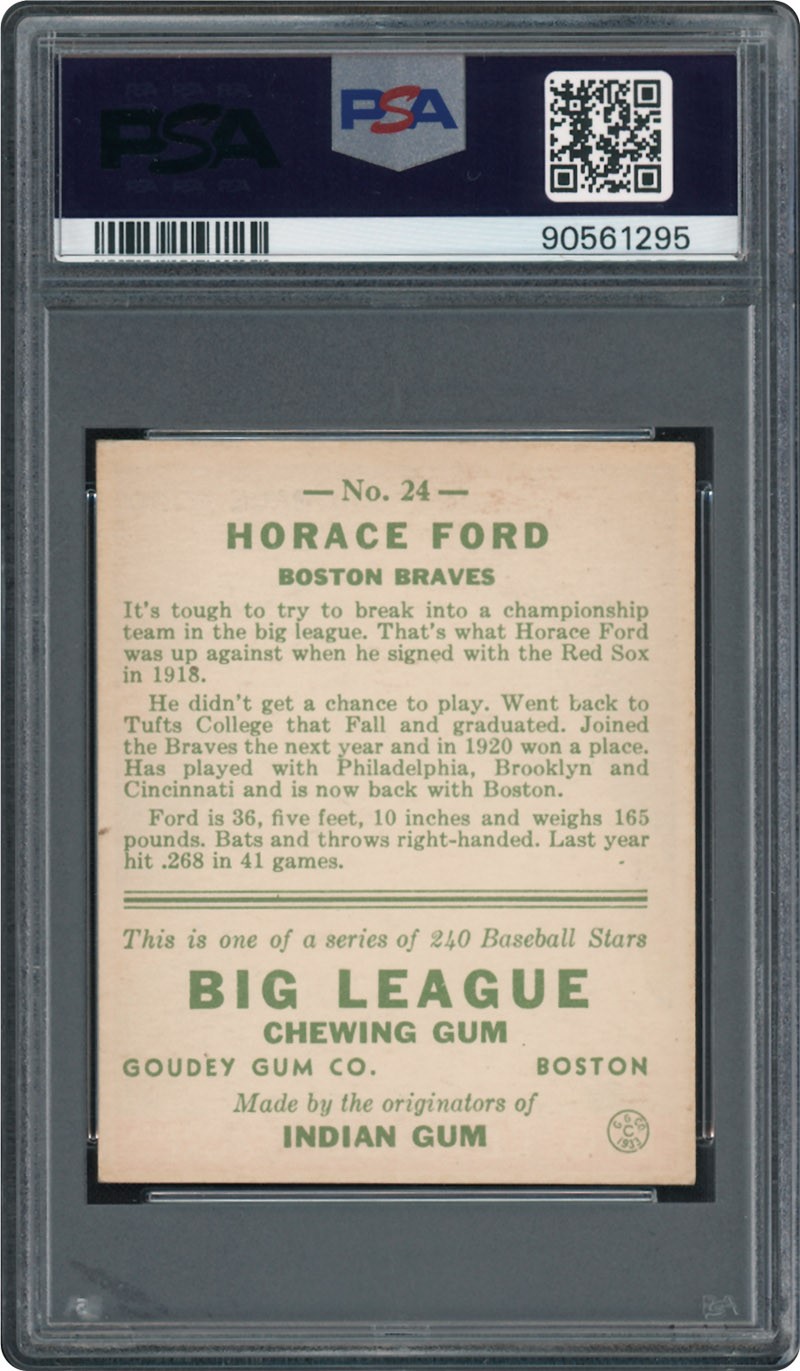 PSA
PSA
90561295
— No. 24 —
HORACE FORD
BOSTON BRAVES
It's tough to try to break into a championship
team in the big league. That's what Horace Ford
was up against when he signed with the Red Sox
in 1918.
He didn't get a chance to play. Went back to
Tufts College that Fall and graduated. Joined
the Braves the next year and in 1920 won a place.
Has played with Philadelphia, Brooklyn and
Cincinnati and is now back with Boston.
Ford is 36, five feet, 10 inches and weighs 165
pounds. Bats and throws right-handed. Last year
hit .268 in 41 games.
This is one of a series of 240 Baseball Stars
BIG LEAGUE
CHEWING GUM
GOUDEY GUM CO. BOSTON
Made by the originators of
INDIAN GUM
G G Co
C
1933
PSA